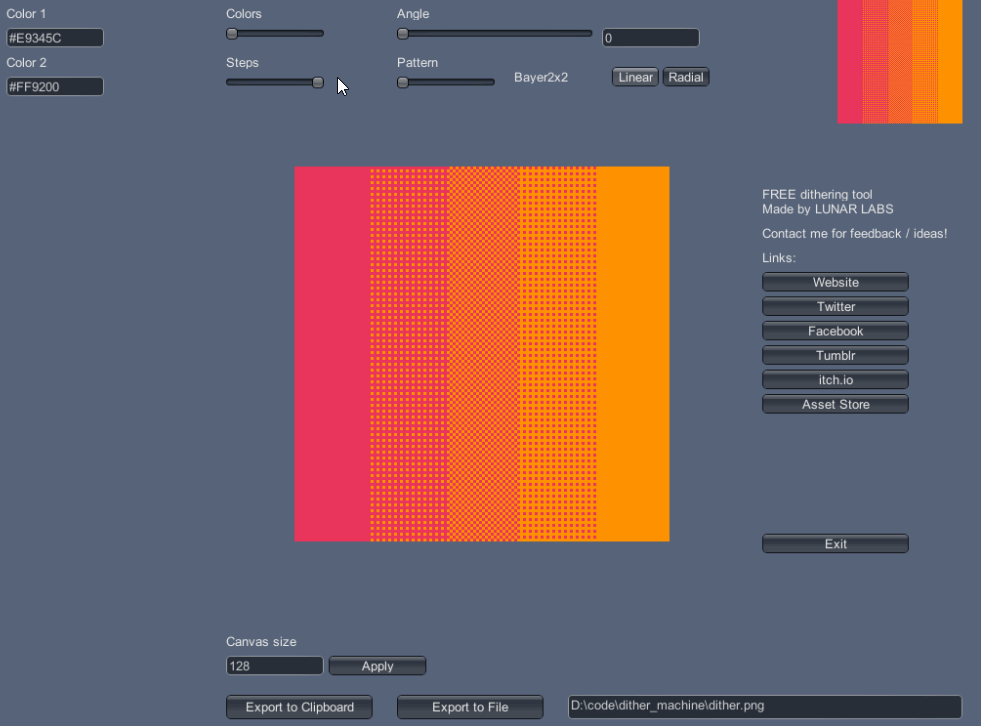 Color 1
#E9345C
Color 2
#FF9200
Colors
Steps
Angle
0
Pattern
Bayer2x2
Linear
Radial
FREE dithering tool
Made by LUNAR LABS
Contact me for feedback / ideas!
Links:
Website
Twitter
Facebook
Tumblr
itch.io
Asset Store
Exit
Canvas size
128
Apply
Export to Clipboard
Export to File
D:\code\dither_machine\dither.png